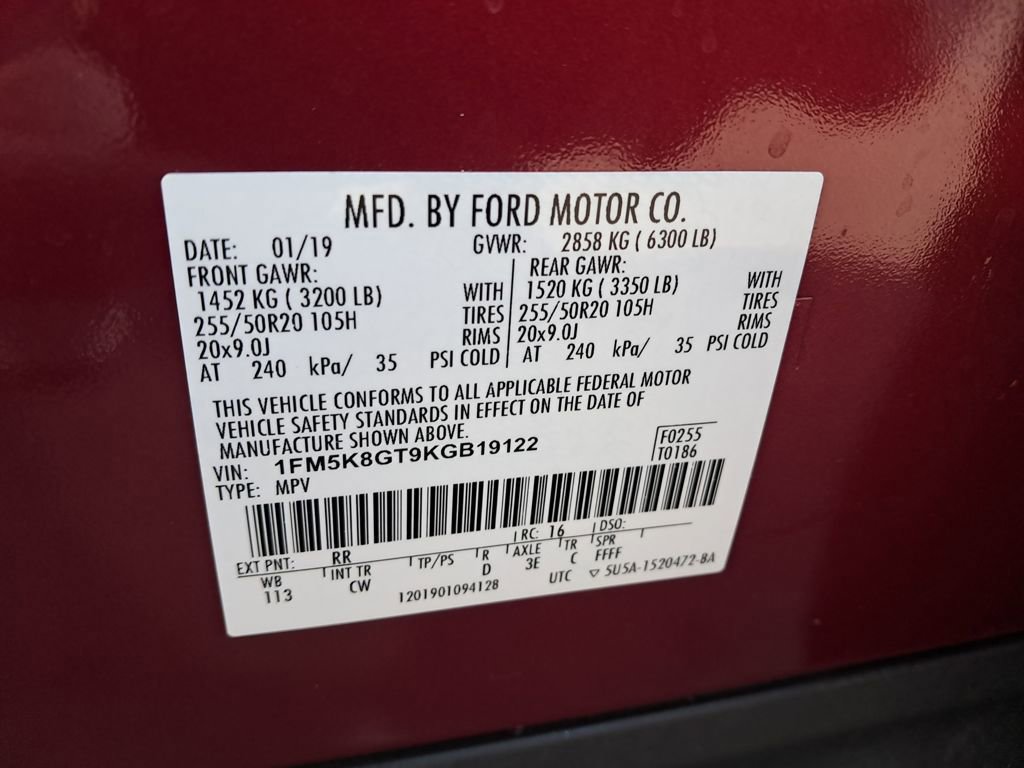 MFD. BY FORD MOTOR CO.
DATE: 01/19 GVWR: 2858 KG ( 6300 LB)
FRONT GAWR: REAR GAWR:
1452 KG ( 3200 LB) WITH 1520 KG ( 3350 LB) WITH
255/50R20 105H TIRES 255/50R20 105H TIRES
20x9.0J RIMS 20x9.0J RIMS
AT 240 kPa/ 35 PSI COLD AT 240 kPa/ 35 PSI COLD
THIS VEHICLE CONFORMS TO ALL APPLICABLE FEDERAL MOTOR
VEHICLE SAFETY STANDARDS IN EFFECT ON THE DATE OF
MANUFACTURE SHOWN ABOVE.
VIN: 1FM5K8GT9KGB19122 F0255
TYPE: MPV T0186
EXT PNT: RR RC: 16 DSO:
WB INT TR TP/PS R AXLE TR SPR
113 CW D 3E C FFFF
1201901094128 UTC ▽ 5U5A-1520472-BA